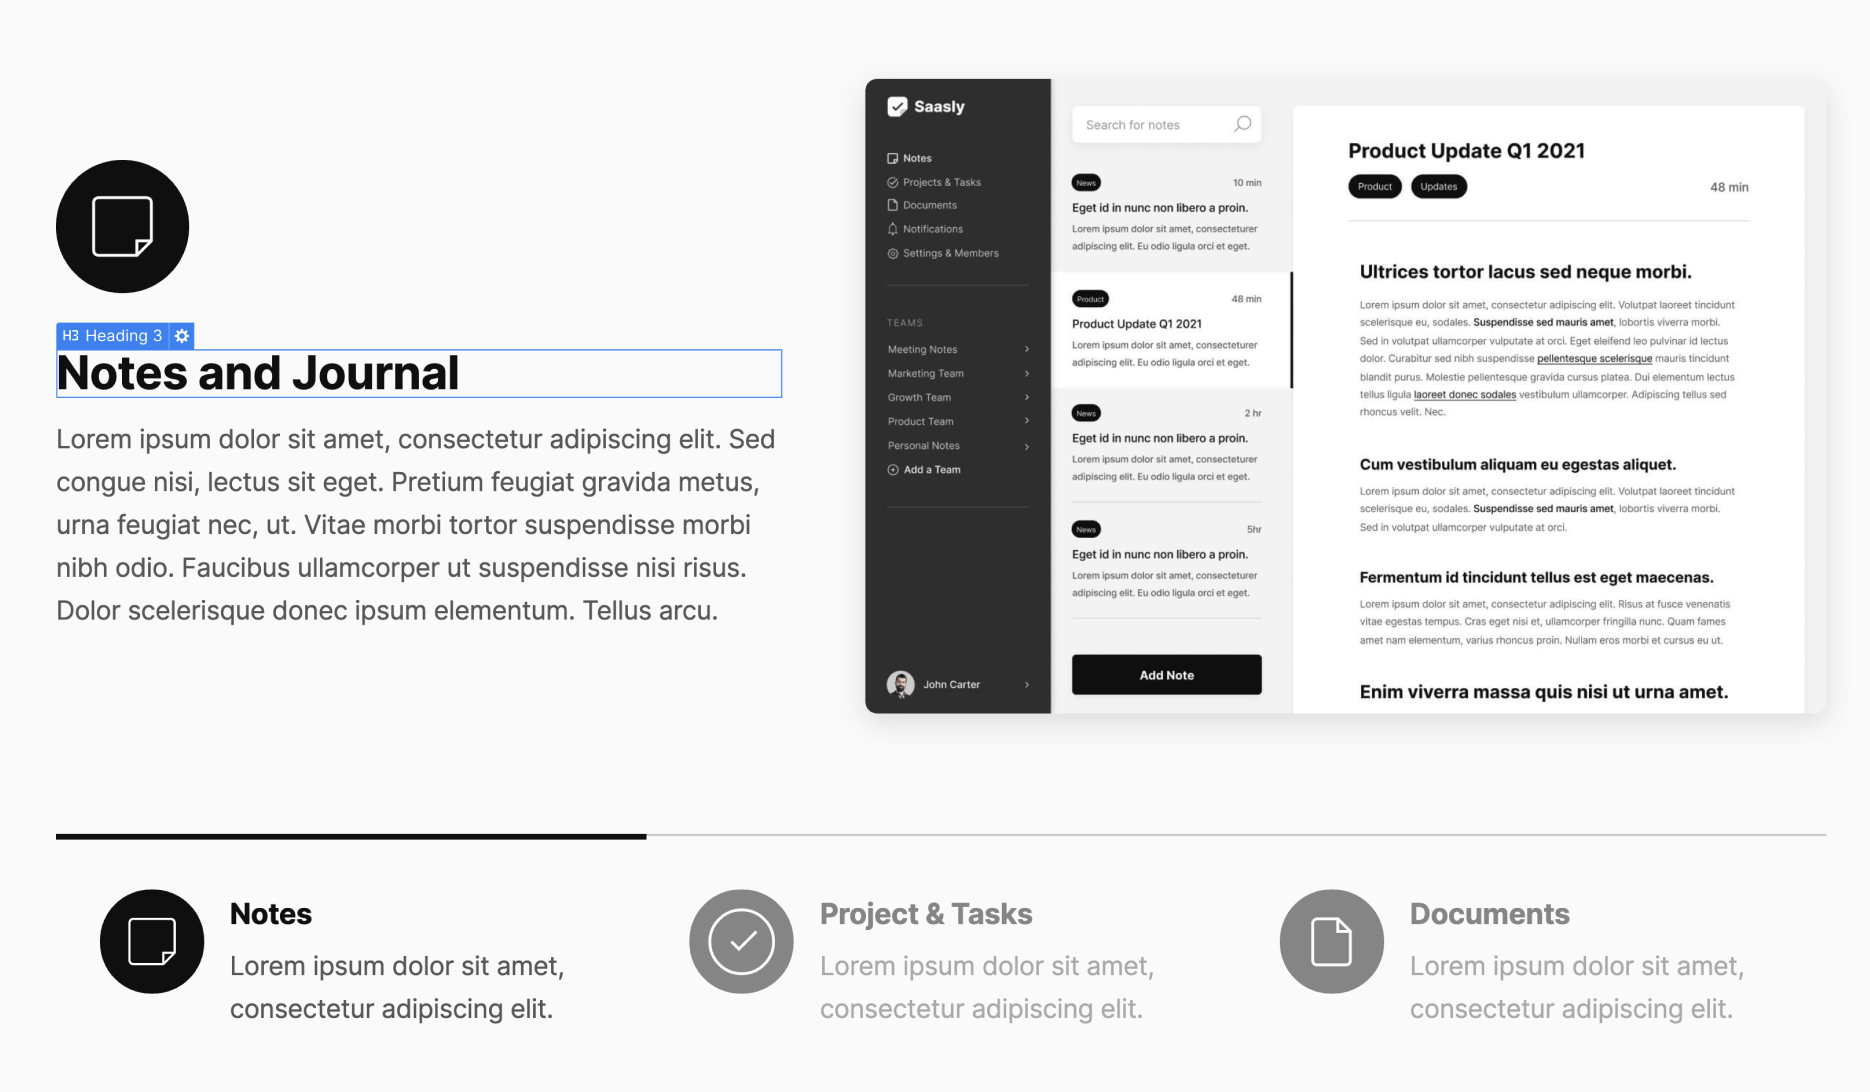 H3 Heading 3
Notes and Journal
Lorem ipsum dolor sit amet, consectetur adipiscing elit. Sed
congue nisi, lectus sit eget. Pretium feugiat gravida metus,
urna feugiat nec, ut. Vitae morbi tortor suspendisse morbi
nibh odio. Faucibus ullamcorper ut suspendisse nisi risus.
Dolor scelerisque donec ipsum elementum. Tellus arcu.
Saasly
Notes
Projects & Tasks
Documents
Notifications
Settings & Members
TEAMS
Meeting Notes
Marketing Team
Growth Team
Product Team
Personal Notes
Add a Team
John Carter
Search for notes
News 10 min
Eget id in nunc non libero a proin.
Lorem ipsum dolor sit amet, consecteturer
adipiscing elit. Eu odio ligula orci et eget.
Product 48 min
Product Update Q1 2021
Lorem ipsum dolor sit amet, consecteturer
adipiscing elit. Eu odio ligula orci et eget.
News 2 hr
Eget id in nunc non libero a proin.
Lorem ipsum dolor sit amet, consecteturer
adipiscing elit. Eu odio ligula orci et eget.
News 5hr
Eget id in nunc non libero a proin.
Lorem ipsum dolor sit amet, consecteturer
adipiscing elit. Eu odio ligula orci et eget.
Add Note
Product Update Q1 2021
Product Updates 48 min
Ultrices tortor lacus sed neque morbi.
Lorem ipsum dolor sit amet, consectetur adipiscing elit. Volutpat laoreet tincidunt
scelerisque eu, sodales. Suspendisse sed mauris amet, lobortis viverra morbi.
Sed in volutpat ullamcorper vulputate at orci. Eget eleifend leo pulvinar id lectus
dolor. Curabitur sed nibh suspendisse pellentesque scelerisque mauris tincidunt
blandit purus. Molestie pellentesque gravida cursus platea. Dui elementum lectus
tellus ligula laoreet donec sodales vestibulum ullamcorper. Adipiscing tellus sed
rhoncus velit. Nec.
Cum vestibulum aliquam eu egestas aliquet.
Lorem ipsum dolor sit amet, consectetur adipiscing elit. Volutpat laoreet tincidunt
scelerisque eu, sodales. Suspendisse sed mauris amet, lobortis viverra morbi.
Sed in volutpat ullamcorper vulputate at orci.
Fermentum id tincidunt tellus est eget maecenas.
Lorem ipsum dolor sit amet, consectetur adipiscing elit. Risus at fusce venenatis
vitae egestas tempus. Cras eget nisi et, ullamcorper fringilla nunc. Quam fames
amet nam elementum, varius rhoncus proin. Nullam eros morbi et cursus eu ut.
Enim viverra massa quis nisi ut urna amet.
Notes
Lorem ipsum dolor sit amet,
consectetur adipiscing elit.
Project & Tasks
Lorem ipsum dolor sit amet,
consectetur adipiscing elit.
Documents
Lorem ipsum dolor sit amet,
consectetur adipiscing elit.